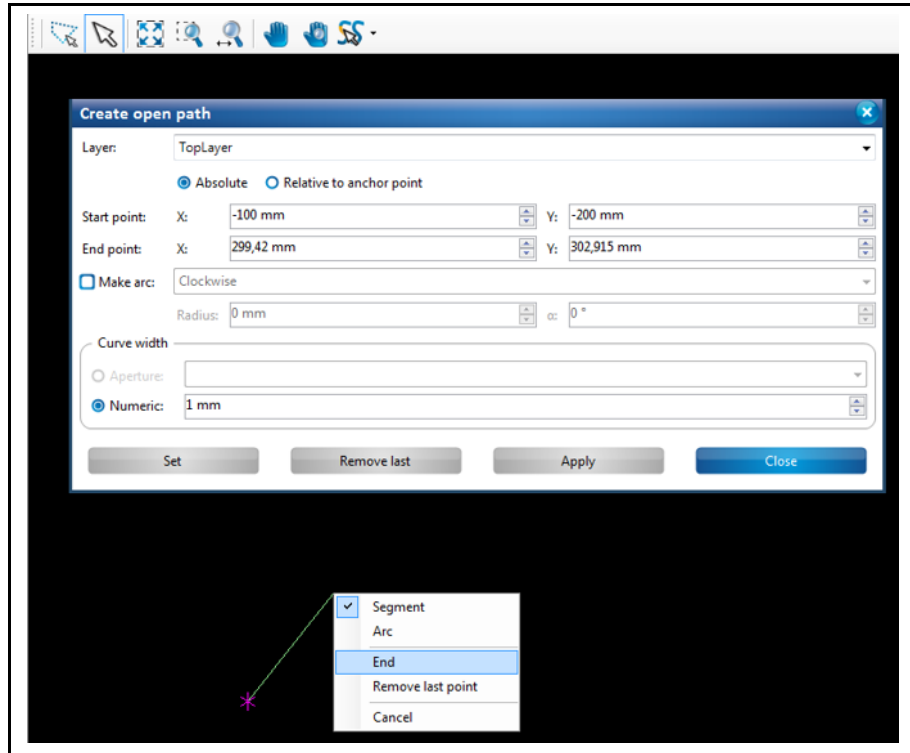 Create open path
Layer: TopLayer
Absolute Relative to anchor point
Start point: X: -100 mm Y: -200 mm
End point: X: 299,42 mm Y: 302,915 mm
Make arc: Clockwise
Radius: 0 mm α: 0 °
Curve width
Aperture:
Numeric: 1 mm
Set Remove last Apply Close
Segment
Arc
End
Remove last point
Cancel